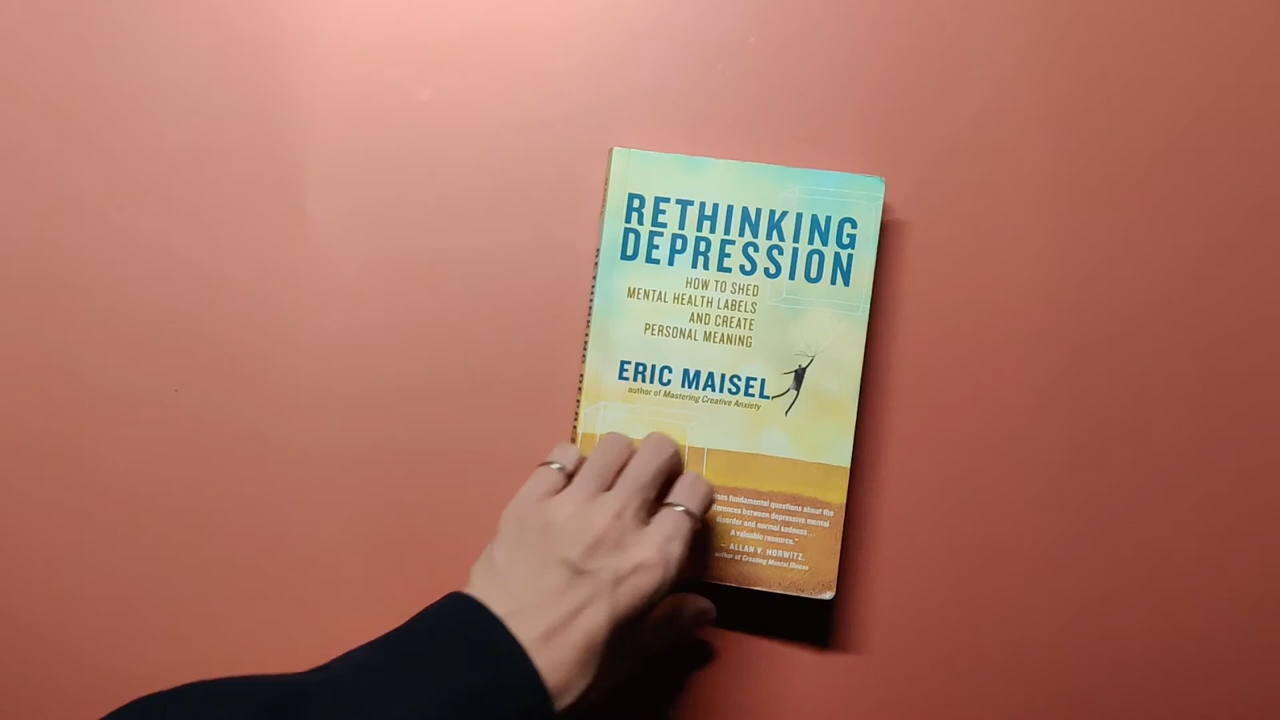 RETHINKING
DEPRESSION
HOW TO SHED
MENTAL HEALTH LABELS
AND CREATE
PERSONAL MEANING
ERIC MAISEL
author of Mastering Creative Anxiety
fundamental questions about the
between depressive mental
disorder and normal sadness...
A valuable resource."
— ALLAN V. HORWITZ,
author of Creating Mental Illness
RETHINKING